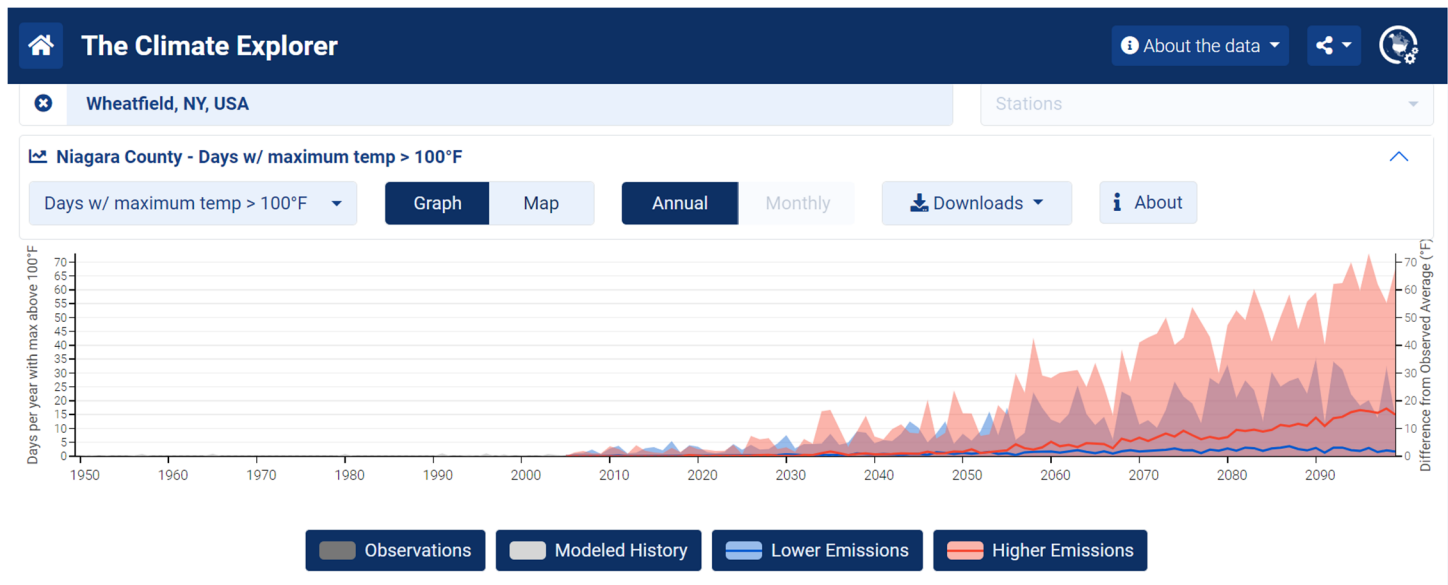 The Climate Explorer
About the data
Wheatfield, NY, USA
Stations
Niagara County - Days w/ maximum temp > 100°F
Days w/ maximum temp > 100°F
Graph
Map
Annual
Monthly
Downloads
About
Days per year with max above 100°F
70
65
60
55
50
45
40
35
30
25
20
15
10
5
0
1950 1960 1970 1980 1990 2000 2010 2020 2030 2040 2050 2060 2070 2080 2090
70
60
50
40
30
20
10
0
Difference from Observed Average (°F)
Observations
Modeled History
Lower Emissions
Higher Emissions